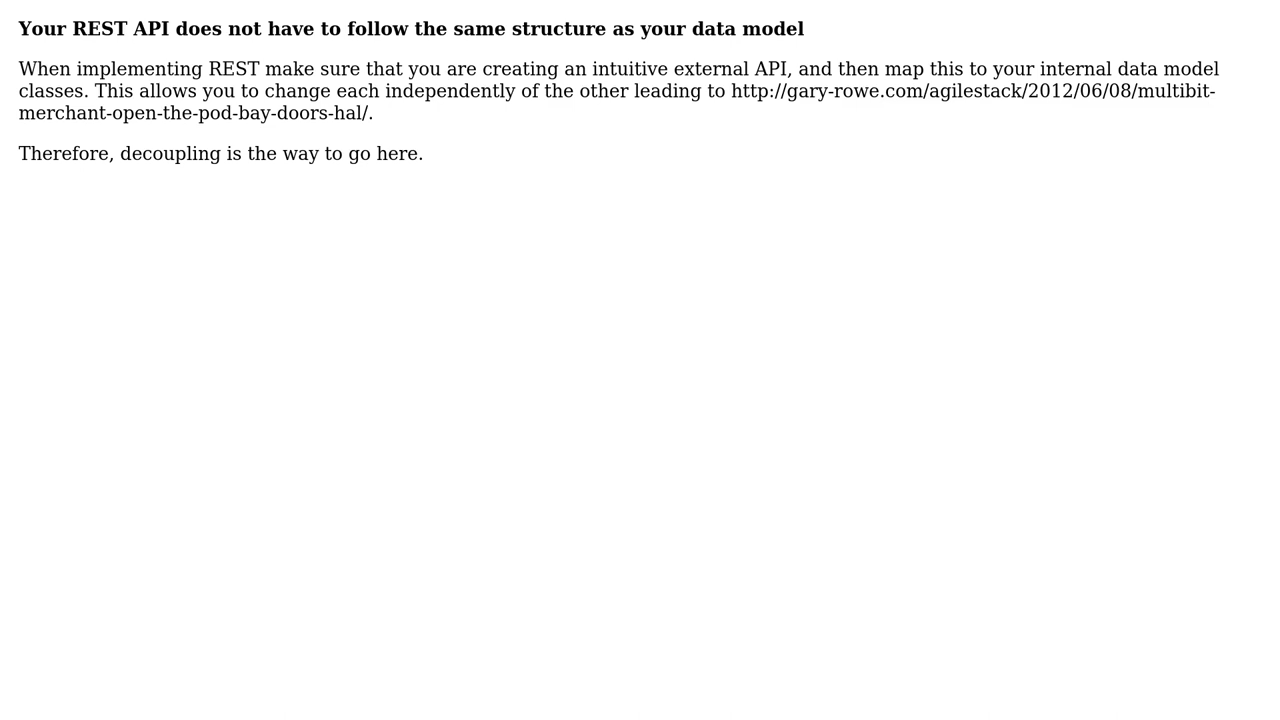 Your REST API does not have to follow the same structure as your data model
When implementing REST make sure that you are creating an intuitive external API, and then map this to your internal data model
classes. This allows you to change each independently of the other leading to http://gary-rowe.com/agilestack/2012/06/08/multibit-
merchant-open-the-pod-bay-doors-hal/.
Therefore, decoupling is the way to go here.